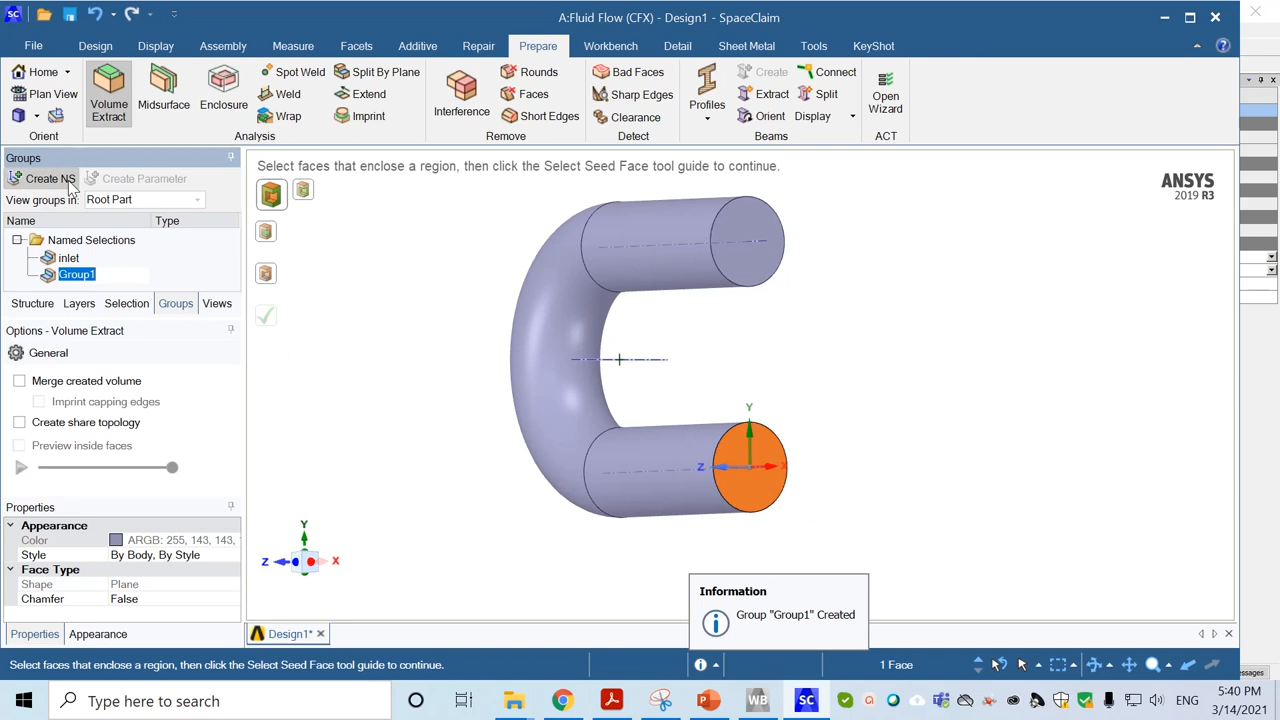 A:Fluid Flow (CFX) - Design1 - SpaceClaim
File Design Display Assembly Measure Facets Additive Repair Prepare Workbench Detail Sheet Metal Tools KeyShot
Home
Plan View
Orient
Volume Extract
Midsurface
Enclosure
Spot Weld
Weld
Wrap
Split By Plane
Extend
Imprint
Analysis
Interference
Rounds
Faces
Short Edges
Remove
Bad Faces
Sharp Edges
Clearance
Detect
Profiles
Create
Extract
Orient
Connect
Split
Display
Beams
Open Wizard
ACT
Groups
Create NS
Create Parameter
View groups in: Root Part
Name Type
Named Selections
inlet
Group1
Structure Layers Selection Groups Views
Options - Volume Extract
General
Merge created volume
Imprint capping edges
Create share topology
Preview inside faces
Properties
Appearance
Color ARGB: 255, 143, 143,
Style By Body, By Style
Face Type
Shape Plane
Chamfer False
Properties Appearance
Select faces that enclose a region, then click the Select Seed Face tool guide to continue.
ANSYS
2019 R3
Y
Z
X
Y
Z
X
Information
Group "Group1" Created
Design1*
Select faces that enclose a region, then click the Select Seed Face tool guide to continue.
1 Face
essages
Type here to search
WB
SC
ENG
5:40 PM
3/14/2021